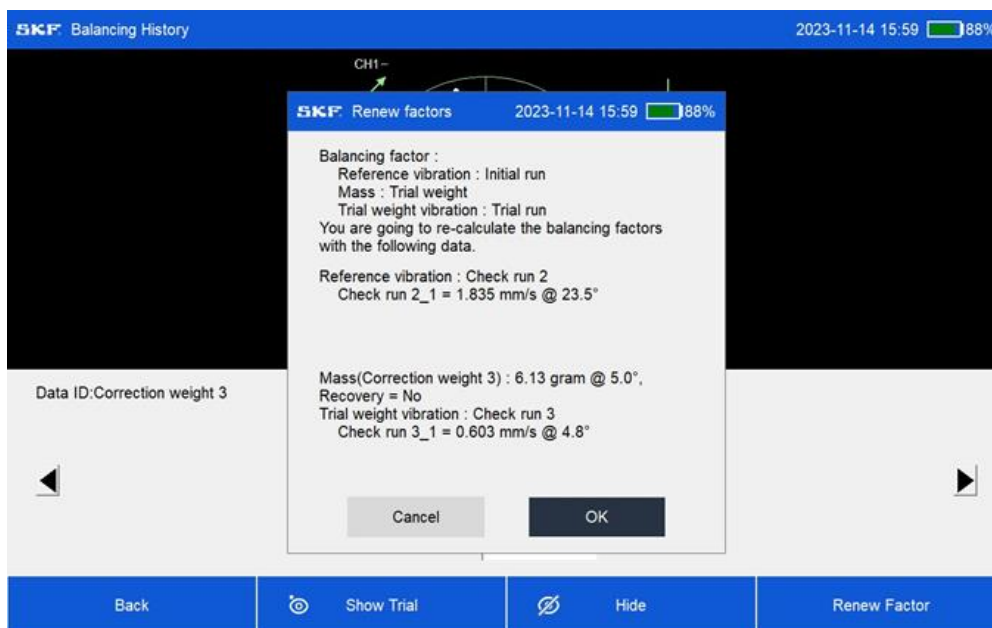 SKF. Balancing History
2023-11-14 15:59 88%
CH1-
SKF. Renew factors 2023-11-14 15:59 88%
Balancing factor :
Reference vibration : Initial run
Mass : Trial weight
Trial weight vibration : Trial run
You are going to re-calculate the balancing factors
with the following data.
Reference vibration : Check run 2
Check run 2_1 = 1.835 mm/s @ 23.5°
Mass(Correction weight 3) : 6.13 gram @ 5.0°,
Recovery = No
Trial weight vibration : Check run 3
Check run 3_1 = 0.603 mm/s @ 4.8°
Cancel
OK
Data ID:Correction weight 3
Back
Show Trial
Hide
Renew Factor